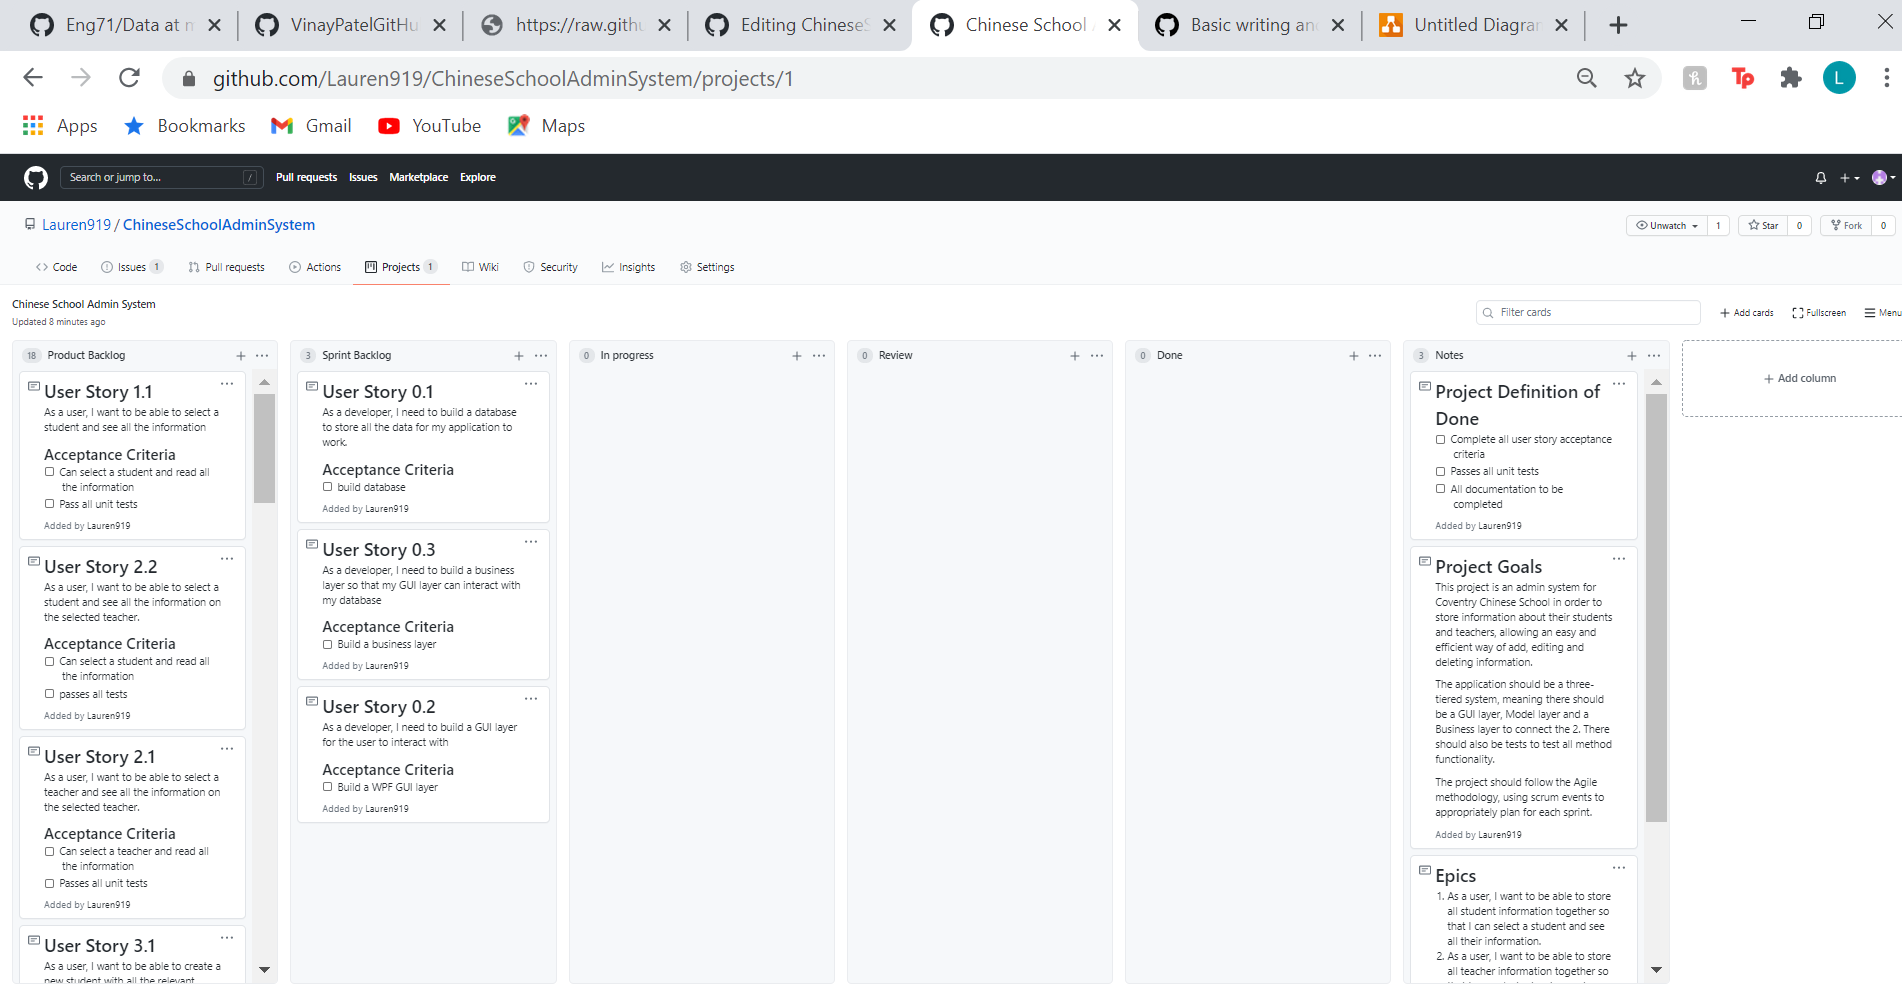 Eng71/Data at m
VinayPatelGitHu
https://raw.githu
Editing ChineseS
Chinese School A
Basic writing an
Untitled Diagram
github.com/Lauren919/ChineseSchoolAdminSystem/projects/1
Tp
L
Apps
Bookmarks
Gmail
YouTube
Maps
Search or jump to...
/
Pull requests
Issues
Marketplace
Explore
Lauren919 / ChineseSchoolAdminSystem
Unwatch 1
Star 0
Fork 0
Code
Issues 1
Pull requests
Actions
Projects 1
Wiki
Security
Insights
Settings
Chinese School Admin System
Updated 8 minutes ago
Filter cards
Add cards
Fullscreen
Menu
18 Product Backlog
User Story 1.1
As a user, I want to be able to select a
student and see all the information
Acceptance Criteria
Can select a student and read all
the information
Pass all unit tests
Added by Lauren919
User Story 2.2
As a user, I want to be able to select a
student and see all the information on
the selected teacher.
Acceptance Criteria
Can select a student and read all
the information
passes all tests
Added by Lauren919
User Story 2.1
As a user, I want to be able to select a
teacher and see all the information on
the selected teacher.
Acceptance Criteria
Can select a teacher and read all
the information
Passes all unit tests
Added by Lauren919
User Story 3.1
As a user, I want to be able to create a
new student with all the relevant
3 Sprint Backlog
User Story 0.1
As a developer, I need to build a database
to store all the data for my application to
work.
Acceptance Criteria
build database
Added by Lauren919
User Story 0.3
As a developer, I need to build a business
layer so that my GUI layer can interact with
my database
Acceptance Criteria
Build a business layer
Added by Lauren919
User Story 0.2
As a developer, I need to build a GUI layer
for the user to interact with
Acceptance Criteria
Build a WPF GUI layer
Added by Lauren919
0 In progress
0 Review
0 Done
3 Notes
Project Definition of
Done
Complete all user story acceptance
criteria
Passes all unit tests
All documentation to be
completed
Added by Lauren919
Project Goals
This project is an admin system for
Coventry Chinese School in order to
store information about their students
and teachers, allowing an easy and
efficient way of add, editing and
deleting information.
The application should be a three-
tiered system, meaning there should
be a GUI layer, Model layer and a
Business layer to connect the 2. There
should also be tests to test all method
functionality.
The project should follow the Agile
methodology, using scrum events to
appropriately plan for each sprint.
Added by Lauren919
Epics
1. As a user, I want to be able to store
all student information together so
that I can select a student and see
all their information.
2. As a user, I want to be able to store
all teacher information together so
Add column